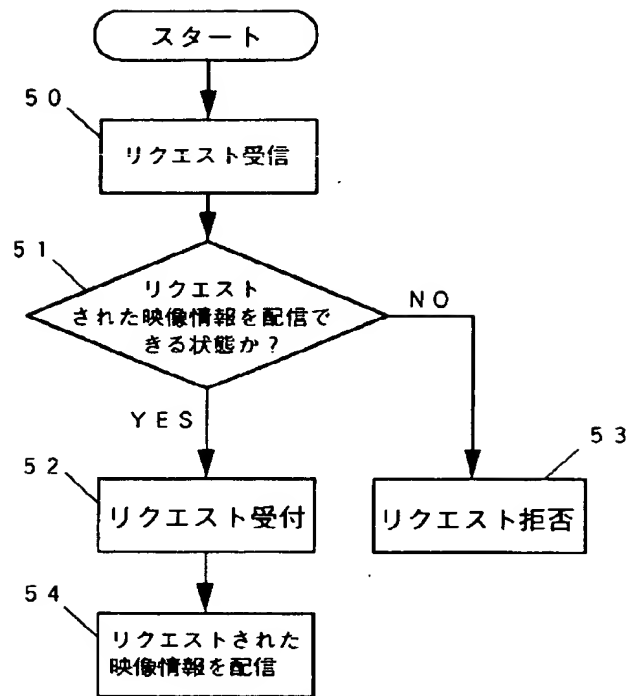 スタート
５０
リクエスト受信
５１
リクエスト
された映像情報を配信で
きる状態か？
ＮＯ
ＹＥＳ
５３
５２
リクエスト受付
リクエスト拒否
５４
リクエストされた
映像情報を配信